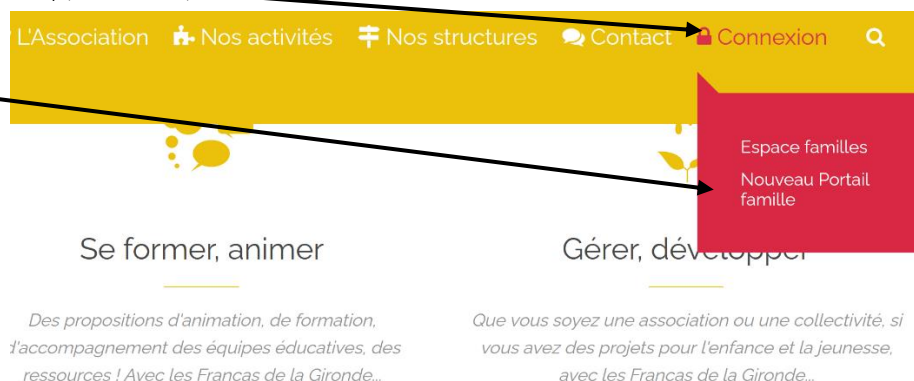 L'Association Nos activités Nos structures Contact Connexion
Espace familles
Nouveau Portail
famille
Se former, animer
Gérer, développer
Des propositions d'animation, de formation,
d'accompagnement des équipes éducatives, des
ressources ! Avec les Francas de la Gironde...
Que vous soyez une association ou une collectivité, si
vous avez des projets pour l'enfance et la jeunesse,
avec les Francas de la Gironde...